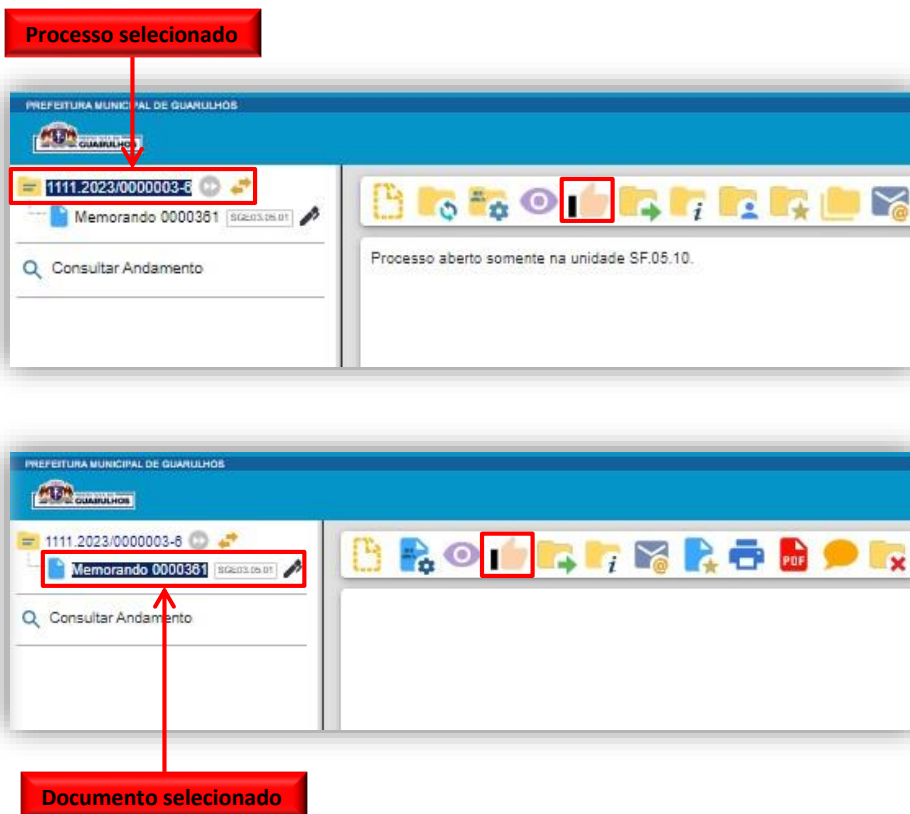 Processo selecionado
PREFEITURA MUNICIPAL DE GUARULHOS
GUARULHOS
1111.2023/0000003-6
Memorando 0000361 SGE03.05.01
Consultar Andamento
Processo aberto somente na unidade SF.05.10.
PREFEITURA MUNICIPAL DE GUARULHOS
GUARULHOS
1111.2023/0000003-6
Memorando 0000361 SGE03.05.01
Consultar Andamento
PDF
Documento selecionado